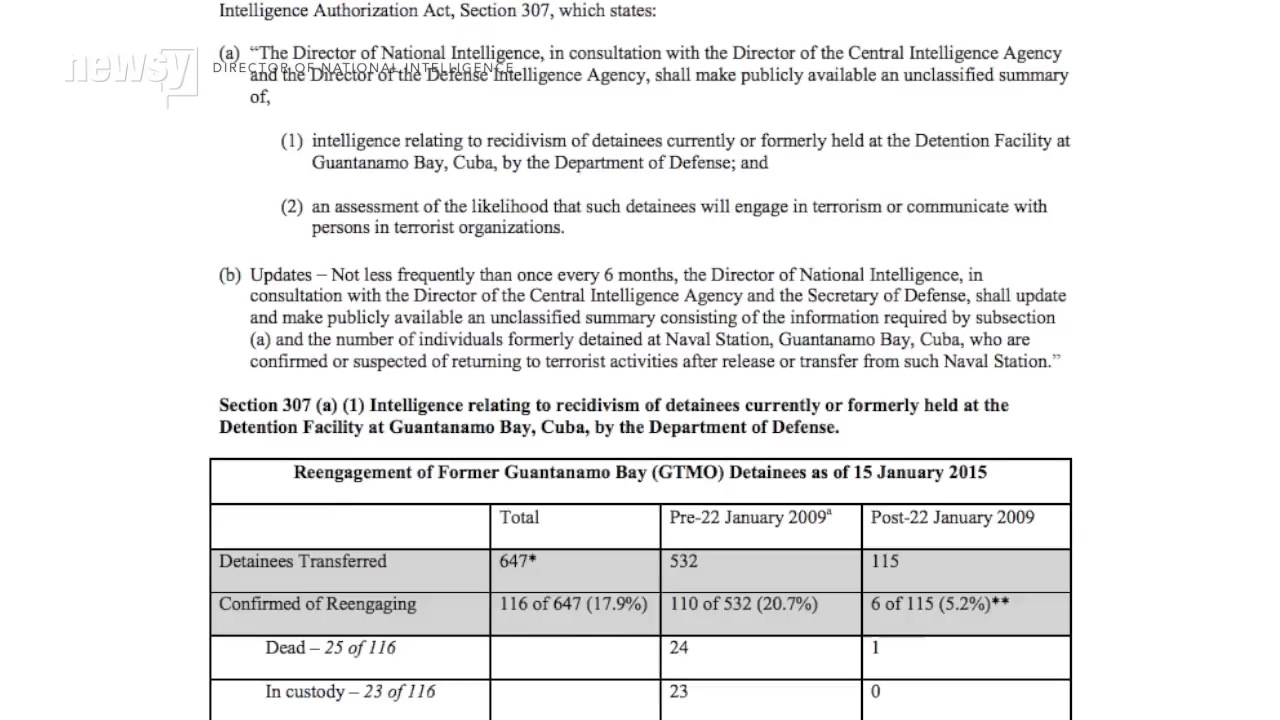 Intelligence Authorization Act, Section 307, which states:
newsy
DIRECTOR OF NATIONAL INTELLIGENCE
(a) “The Director of National Intelligence, in consultation with the Director of the Central Intelligence Agency
and the Director of the Defense Intelligence Agency, shall make publicly available an unclassified summary
of,
(1) intelligence relating to recidivism of detainees currently or formerly held at the Detention Facility at
Guantanamo Bay, Cuba, by the Department of Defense; and
(2) an assessment of the likelihood that such detainees will engage in terrorism or communicate with
persons in terrorist organizations.
(b) Updates – Not less frequently than once every 6 months, the Director of National Intelligence, in
consultation with the Director of the Central Intelligence Agency and the Secretary of Defense, shall update
and make publicly available an unclassified summary consisting of the information required by subsection
(a) and the number of individuals formerly detained at Naval Station, Guantanamo Bay, Cuba, who are
confirmed or suspected of returning to terrorist activities after release or transfer from such Naval Station.”
Section 307 (a) (1) Intelligence relating to recidivism of detainees currently or formerly held at the
Detention Facility at Guantanamo Bay, Cuba, by the Department of Defense.
Reengagement of Former Guantanamo Bay (GTMO) Detainees as of 15 January 2015
Total Pre-22 January 2009ª Post-22 January 2009
Detainees Transferred 647* 532 115
Confirmed of Reengaging 116 of 647 (17.9%) 110 of 532 (20.7%) 6 of 115 (5.2%)**
Dead – 25 of 116 24 1
In custody – 23 of 116 23 0